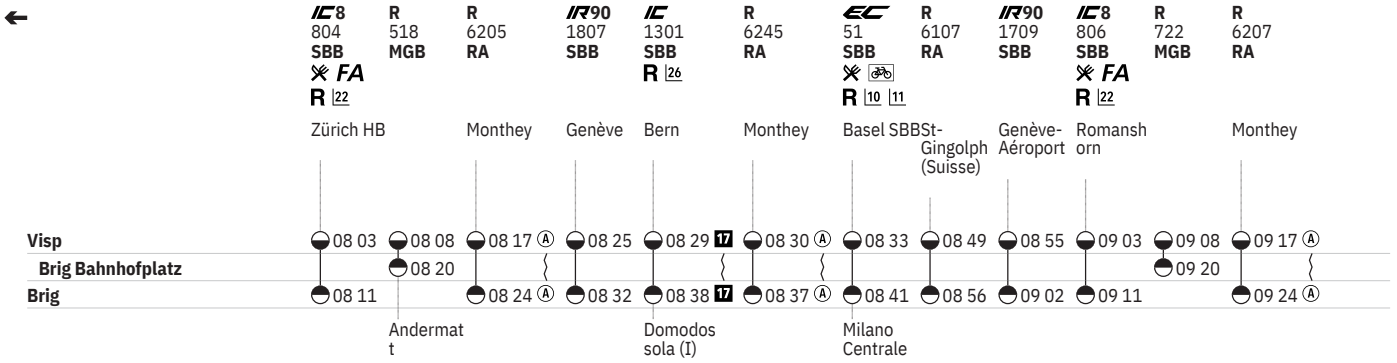 ← IC8 R R IR90 IC R EC R IR90 IC8 R R
804 518 6205 1807 1301 6245 51 6107 1709 806 722 6207
SBB MGB RA SBB SBB RA SBB RA SBB SBB MGB RA
FA R 26 FA
R 22 R 10 11 R 22
Zürich HB Monthey Genève Bern Monthey Basel SBB St- Genève- Romansh Monthey
Gingolph Aéroport orn
(Suisse)
Visp 08 03 08 08 08 17 A 08 25 08 29 17 08 30 A 08 33 08 49 08 55 09 03 09 08 09 17 A
Brig Bahnhofplatz 08 20 09 20
Brig 08 11 08 24 A 08 32 08 38 17 08 37 A 08 41 08 56 09 02 09 11 09 24 A
Andermat Domodos Milano
t sola (I) Centrale